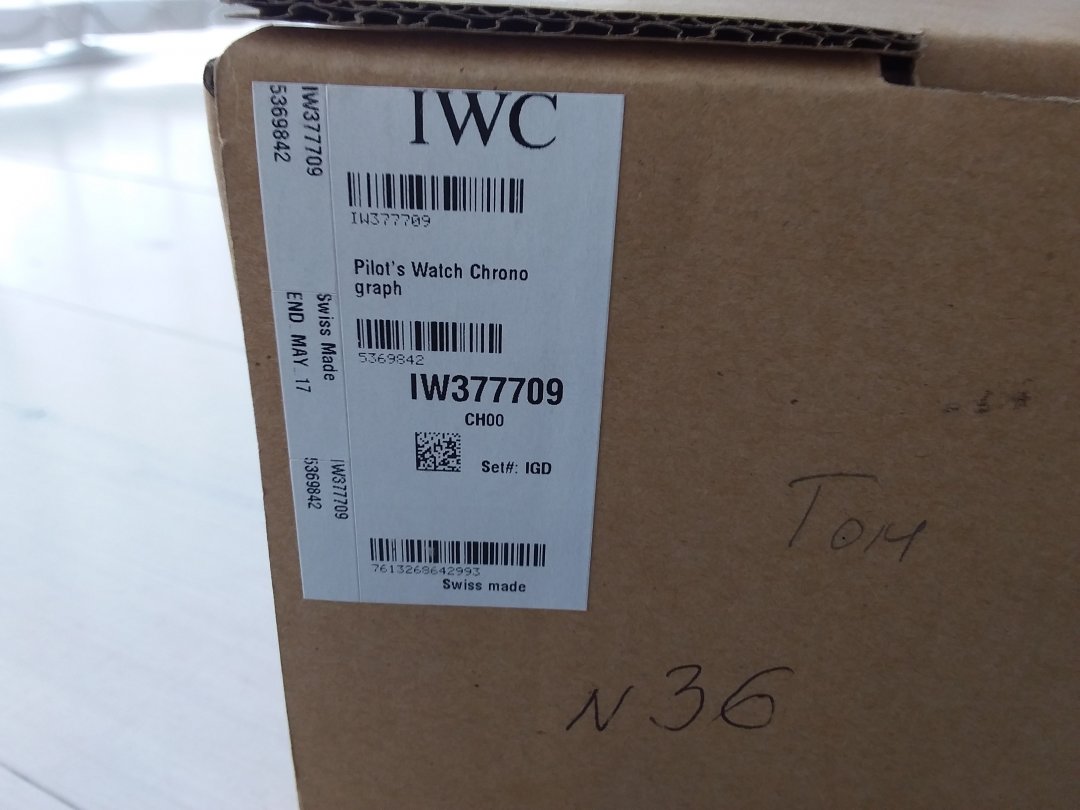 IWC
IW377709
Pilot's Watch Chrono
graph
5369842
IW377709
CH00
Set#: IGD
7613268642993
Swiss made
IW377709
5369842
Swiss Made
END MAY 17
IW377709
5369842
Том
N 36